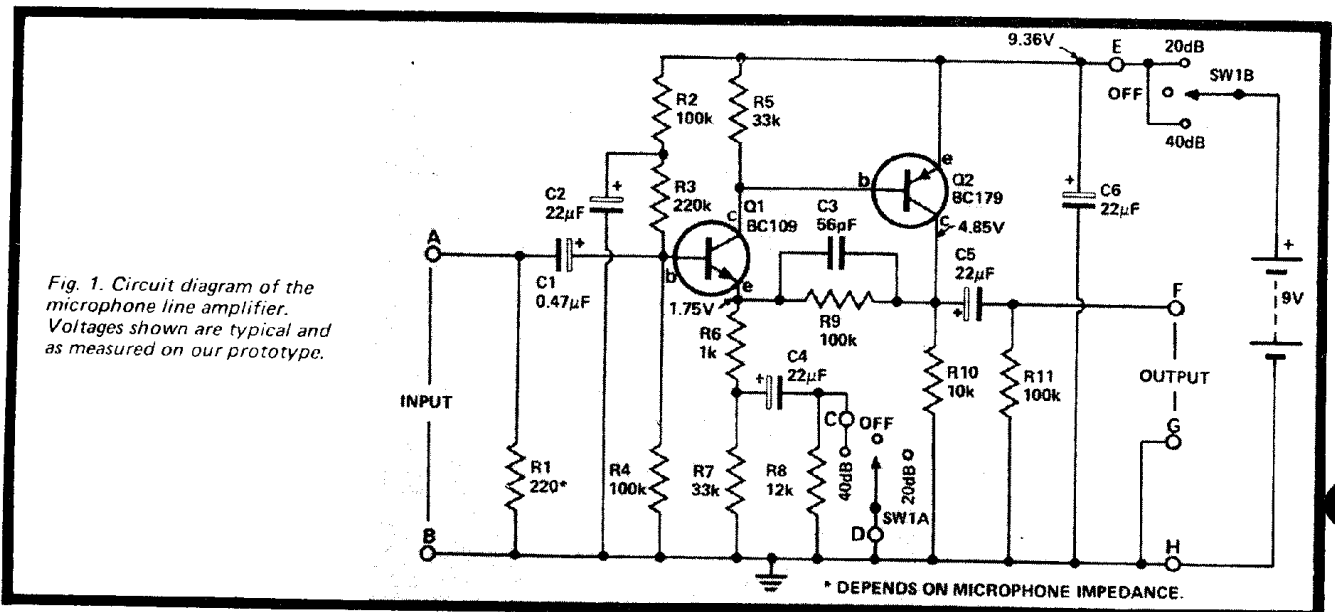 9.36V
E
20dB
SW1B
OFF
40dB
R2
100k
R5
33k
C2
22µF
+
R3
220k
Q1
BC109
c
b
e
C3
56pF
b
e
Q2
BC179
c
4.85V
+
C6
22µF
A
+
C1
0.47µF
b
e
1.75V
R6
1k
R9
100k
C5
22µF
+
F
+
9V
Fig. 1. Circuit diagram of the
microphone line amplifier.
Voltages shown are typical and
as measured on our prototype.
INPUT
C4
22µF
+
C
OFF
40dB
20dB
SW1A
D
R10
10k
R11
100k
OUTPUT
G
R1
220*
R4
100k
R7
33k
R8
12k
B
H
* DEPENDS ON MICROPHONE IMPEDANCE.